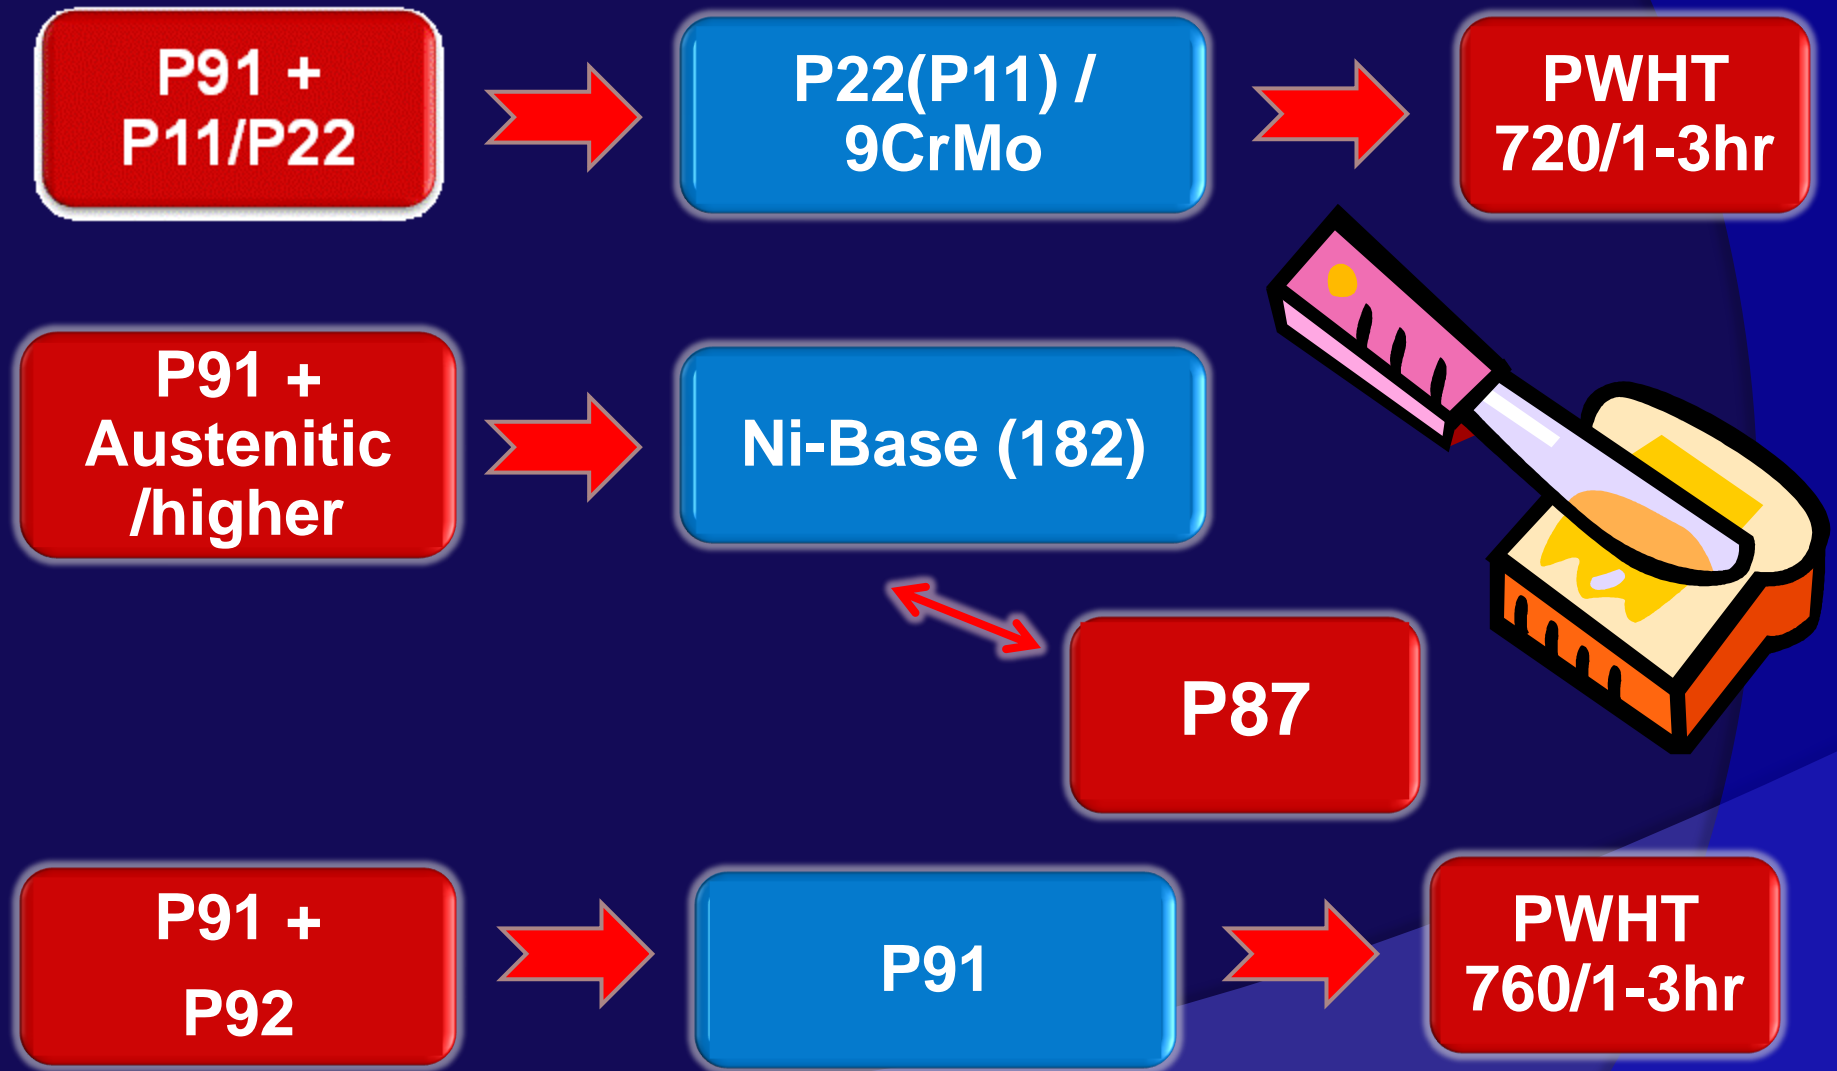 P91 +
P11/P22
P22(P11) /
9CrMo
PWHT
720/1-3hr
P91 +
Austenitic
/higher
Ni-Base (182)
P87
P91 +
P92
P91
PWHT
760/1-3hr